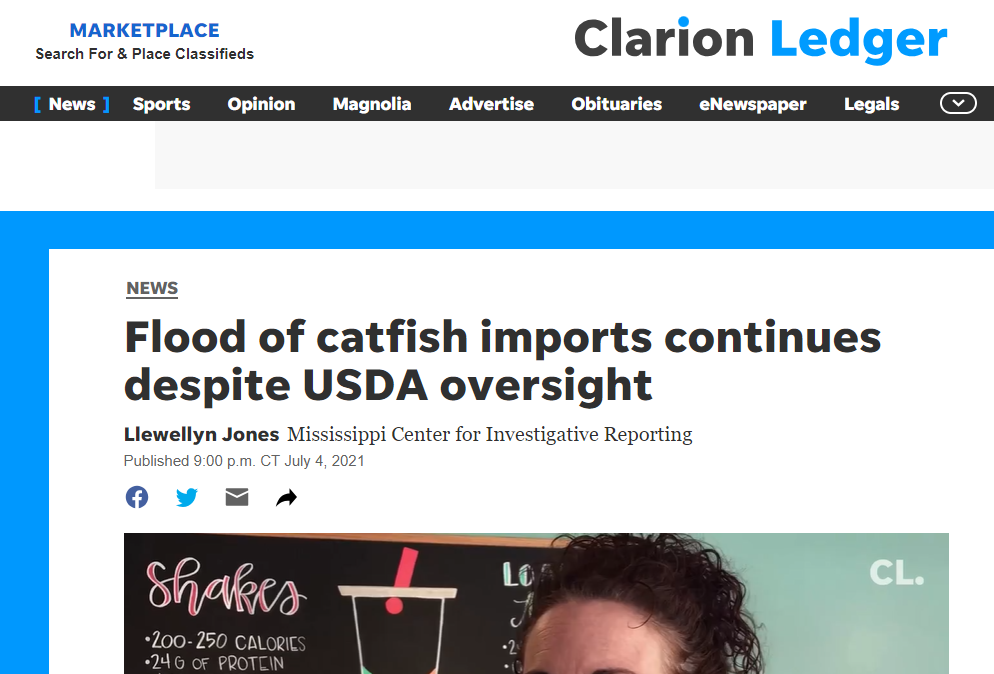 MARKETPLACE
Search For & Place Classifieds
Clarion Ledger
[ News ] Sports Opinion Magnolia Advertise Obituaries eNewspaper Legals
NEWS
Flood of catfish imports continues
despite USDA oversight
Llewellyn Jones Mississippi Center for Investigative Reporting
Published 9:00 p.m. CT July 4, 2021
CL.
Shakes
•200-250 CALORIES
•24 G OF PROTEIN